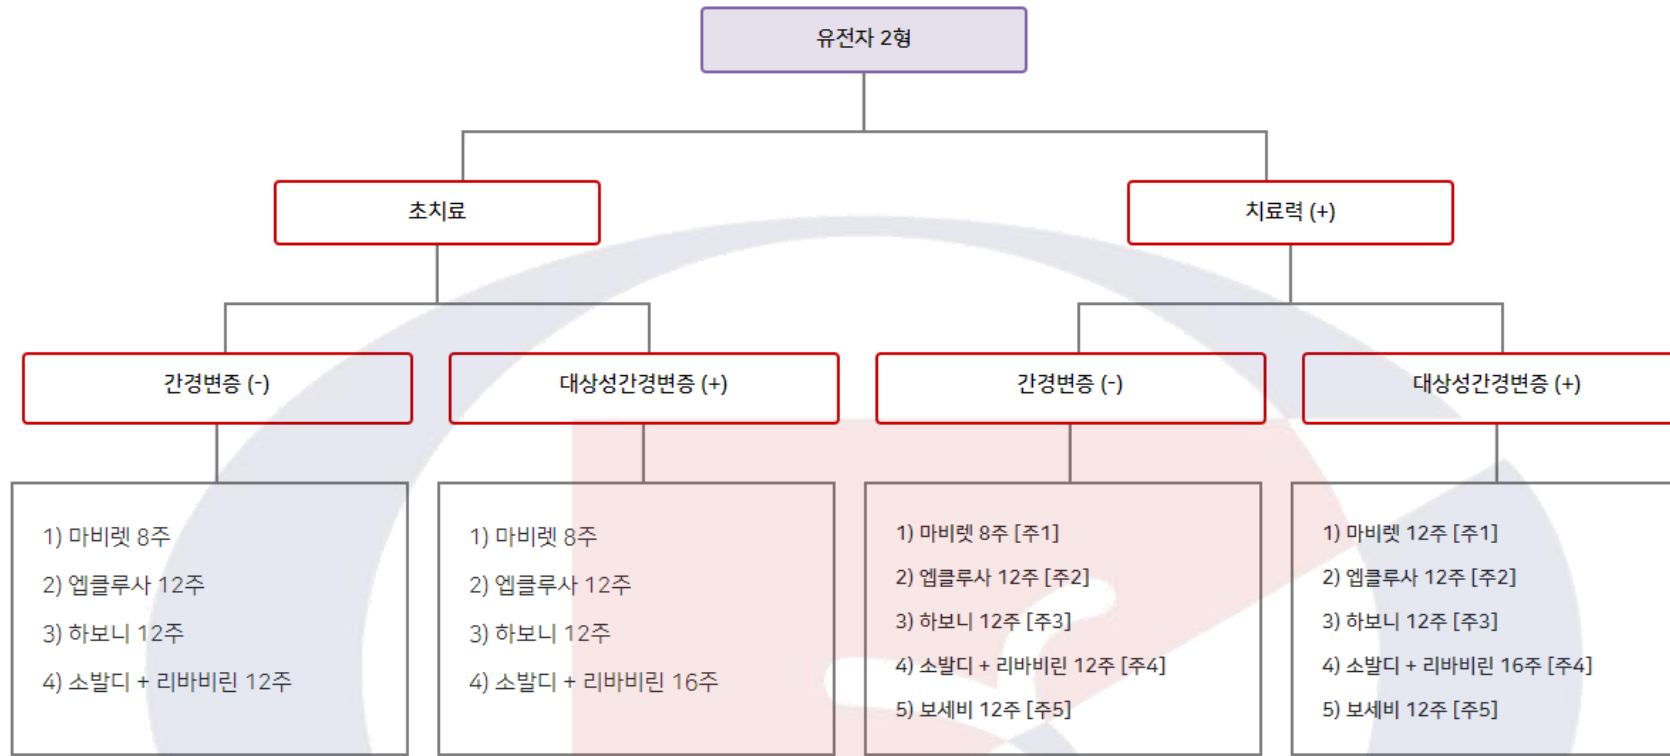 유전자 2형
초치료
치료력 (+)
간경변증 (-)
대상성간경변증 (+)
간경변증 (-)
대상성간경변증 (+)
1) 마비렛 8주
2) 엡클루사 12주
3) 하보니 12주
4) 소발디 + 리바비린 12주
1) 마비렛 8주
2) 엡클루사 12주
3) 하보니 12주
4) 소발디 + 리바비린 16주
1) 마비렛 8주 [주1]
2) 엡클루사 12주 [주2]
3) 하보니 12주 [주3]
4) 소발디 + 리바비린 12주 [주4]
5) 보세비 12주 [주5]
1) 마비렛 12주 [주1]
2) 엡클루사 12주 [주2]
3) 하보니 12주 [주3]
4) 소발디 + 리바비린 16주 [주4]
5) 보세비 12주 [주5]